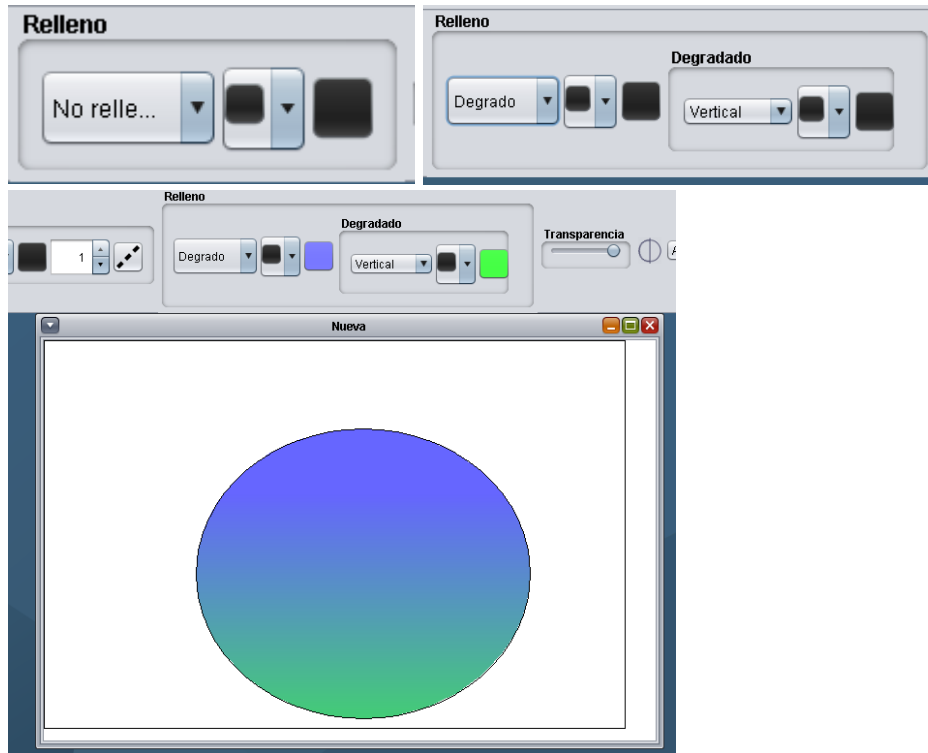 Relleno
No relle...
Relleno
Degradado
Degrado
Vertical
Relleno
Degradado
Transparencia
1
Degrado
Vertical
A
Nueva